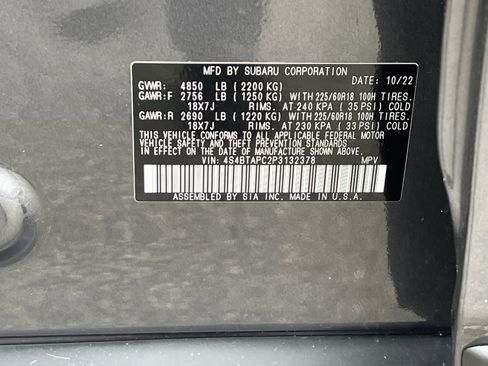 MFD BY SUBARU CORPORATION DATE: 10/22
GVWR: 4850 LB ( 2200 KG)
GAWR:F 2756 LB ( 1250 KG) WITH 225/60R18 100H TIRES,
18X7J RIMS, AT 240 KPA ( 35 PSI) COLD
GAWR:R 2690 LB ( 1220 KG) WITH 225/60R18 100H TIRES,
18X7J RIMS, AT 230 KPA ( 33 PSI) COLD
THIS VEHICLE CONFORMS TO ALL APPLICABLE FEDERAL MOTOR
VEHICLE SAFETY AND THEFT PREVENTION STANDARDS IN EFFECT
ON THE DATE OF MANUFACTURE SHOWN ABOVE.
VIN: 4S4BTAPC2P3132378 MPV
ASSEMBLED BY SIA INC. MADE IN U.S.A.